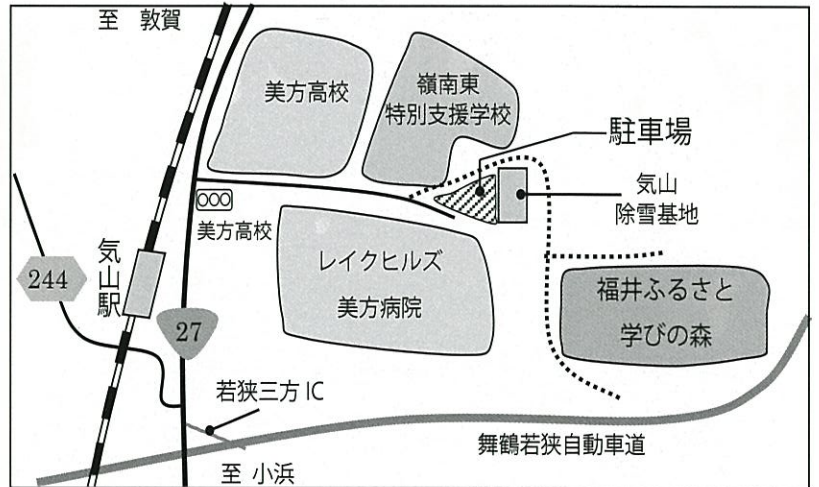 至 敦賀
美方高校
嶺南東
特別支援学校
駐車場
気山
除雪基地
美方高校
レイクヒルズ
美方病院
244
気山駅
27
福井ふるさと
学びの森
若狭三方 IC
舞鶴若狭自動車道
至 小浜